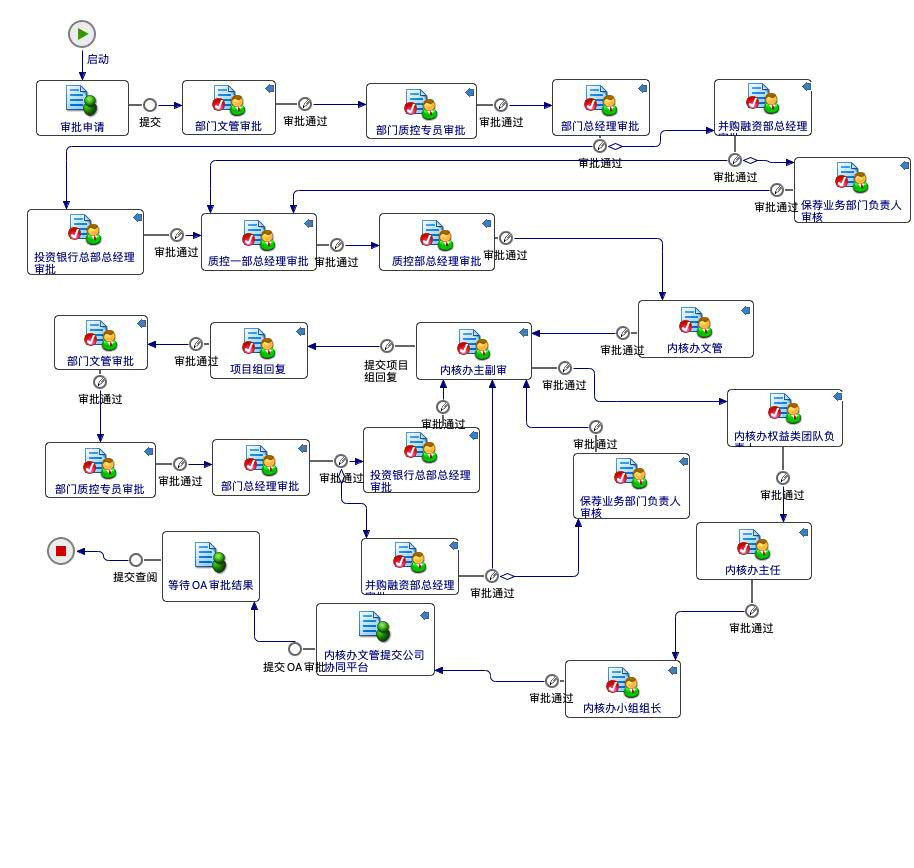 启动
审批申请
提交
部门文管审批
审批通过
部门质控专员审批
审批通过
部门总经理审批
审批通过
并购融资部总经理
审批通过
保荐业务部门负责人
审核
审批通过
投资银行总部总经理
审批
审批通过
质控一部总经理审批
审批通过
质控部总经理审批
审批通过
内核办文管
审批通过
内核办主副审
提交项目
组回复
项目组回复
审批通过
部门文管审批
审批通过
审批通过
内核办权益类团队负
审批通过
部门质控专员审批
审批通过
部门总经理审批
审批通过
投资银行总部总经理
审批
审批通过
保荐业务部门负责人
审核
审批通过
内核办主任
审批通过
并购融资部总经理
审批通过
等待OA审批结果
提交查阅
内核办文管提交公司
协同平台
提交OA审批
内核办小组组长
审批通过